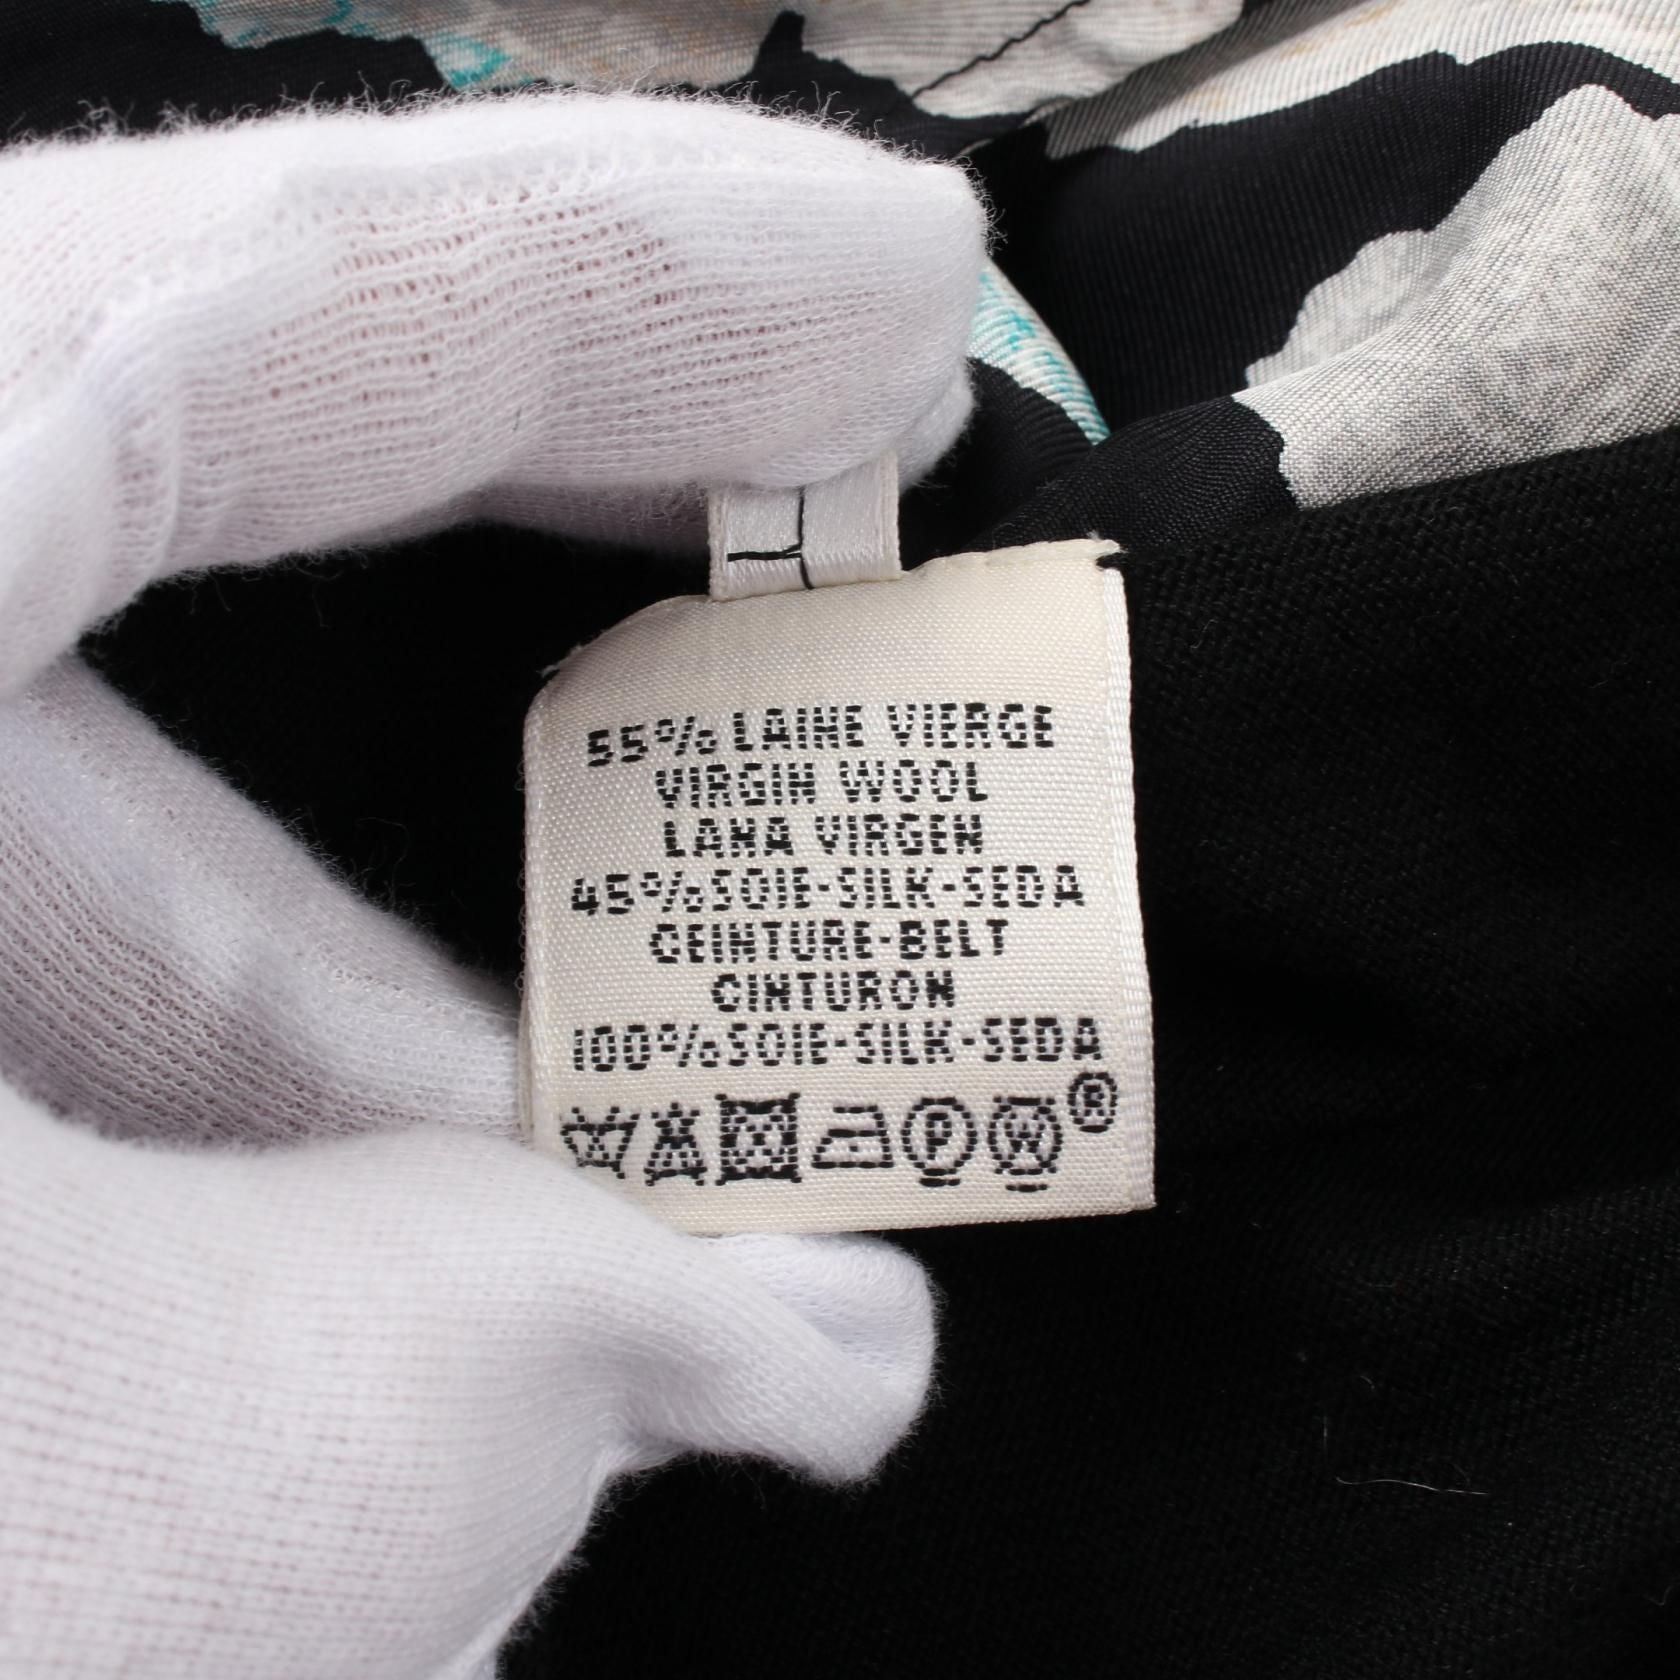 55% LAINE VIERGE
VIRGIN WOOL
LANA VIRGEN
45%SOIE-SILK-SEDA
CEINTURE-BELT
CINTURON
100%SOIE-SILK-SEDA
P W ®